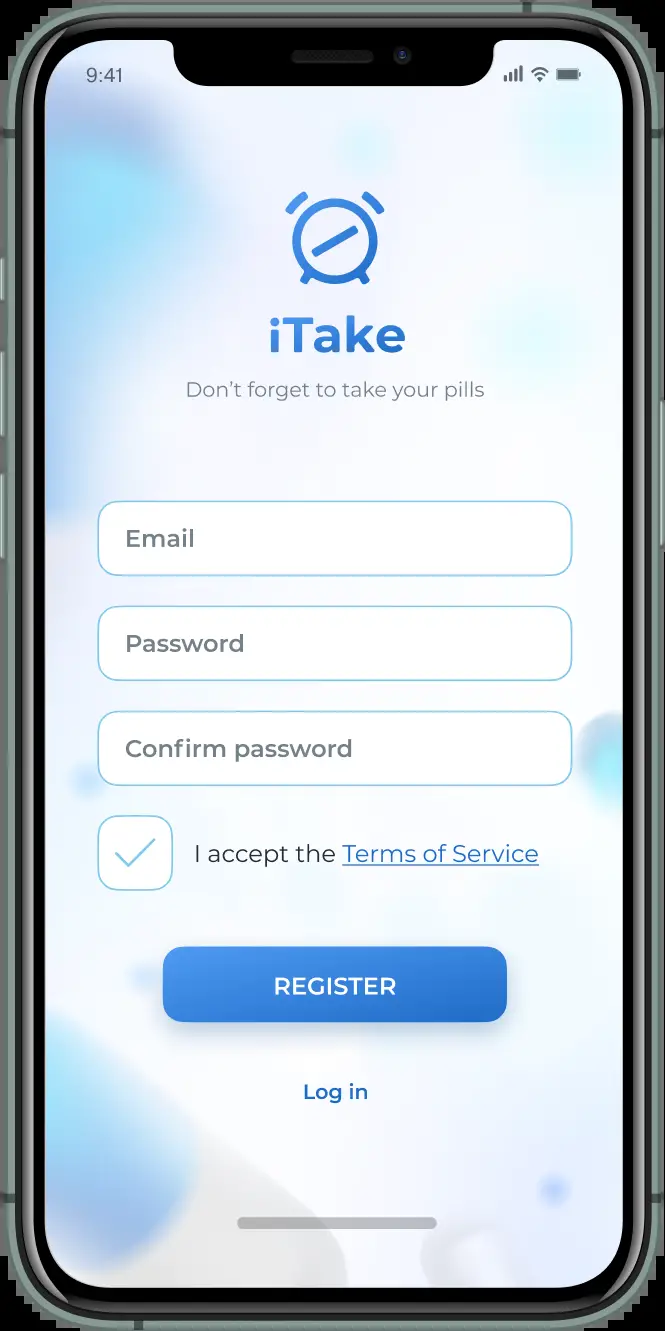 9:41
iTake
Don’t forget to take your pills
Email
Password
Confirm password
I accept the Terms of Service
REGISTER
Log in